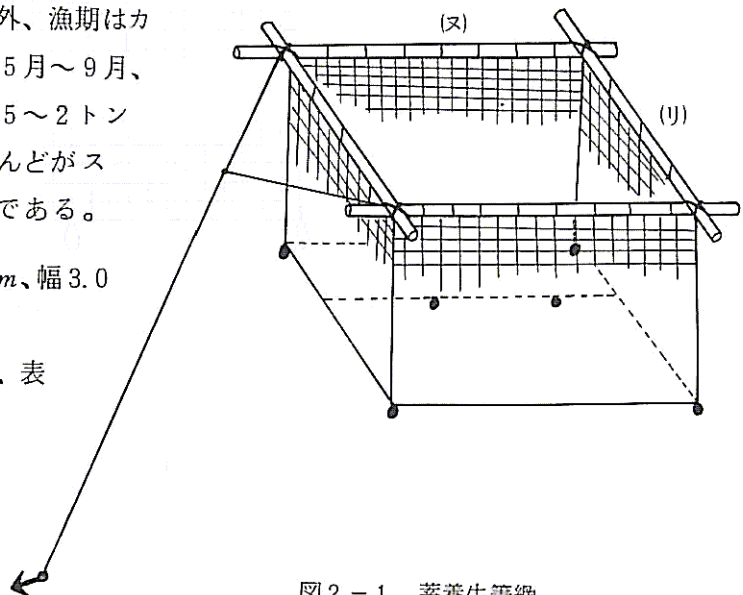 外、漁期はカ
5月〜9月、
5〜2トン
んどがス
である。
m、幅3.0
、表
(ヌ)
(リ)
図2-1 蓄養生簀網